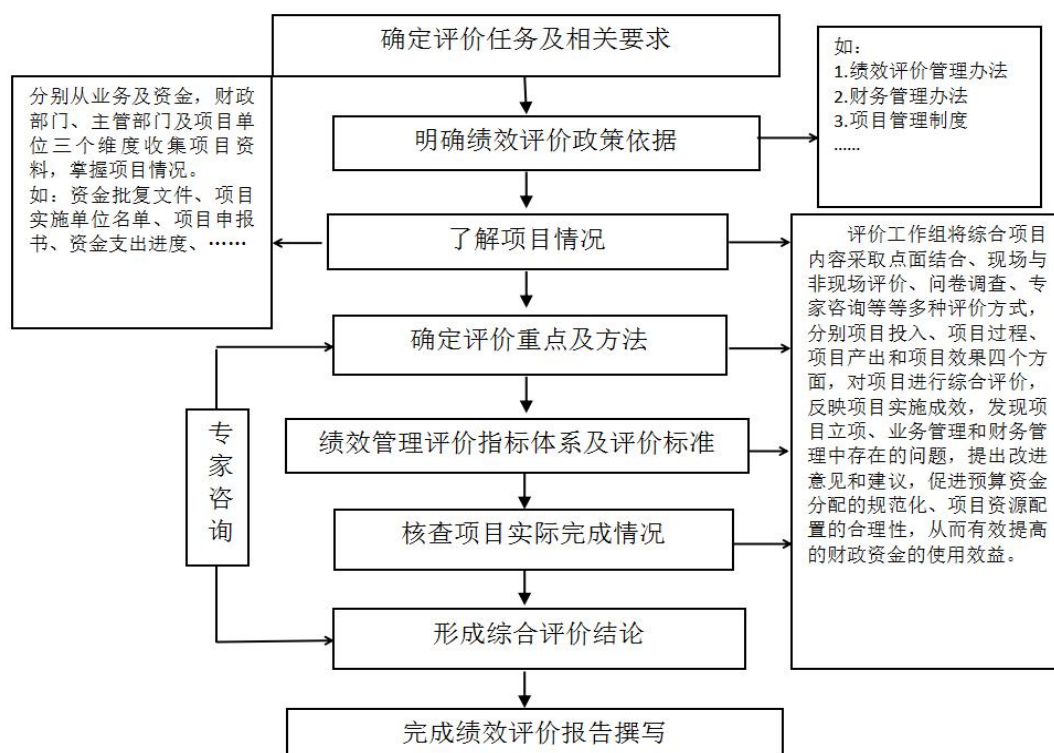 确定评价任务及相关要求
如：
1.绩效评价管理办法
2.财务管理办法
3.项目管理制度
……
分别从业务及资金，财政
部门、主管部门及项目单
位三个维度收集项目资
料，掌握项目情况。
如：资金批复文件、项目
实施单位名单、项目申报
书、资金支出进度、……
明确绩效评价政策依据
了解项目情况
评价工作组将综合项目
内容采取点面结合、现场与
非现场评价、问卷调查、专
家咨询等等多种评价方式，
分别项目投入、项目过程、
项目产出和项目效果四个方
面，对项目进行综合评价，
反映项目实施成效，发现项
目立项、业务管理和财务管
理中存在的问题，提出改进
意见和建议，促进预算资金
分配的规范化、项目资源配
置的合理性，从而有效提高
的财政资金的使用效益。
确定评价重点及方法
专
家
咨
询
绩效管理评价指标体系及评价标准
核查项目实际完成情况
形成综合评价结论
完成绩效评价报告撰写